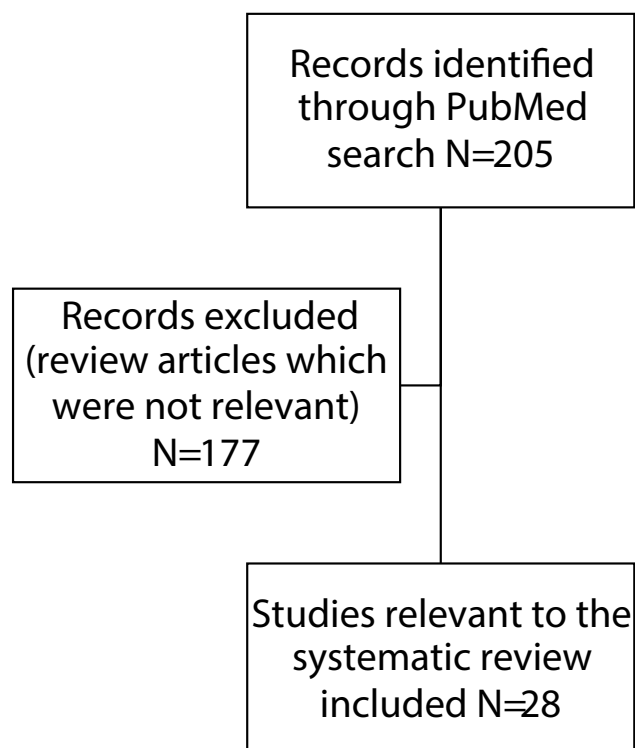 Records identified
through PubMed
search N=205
Records excluded
(review articles which
were not relevant)
N=177
Studies relevant to the
systematic review
included N=28